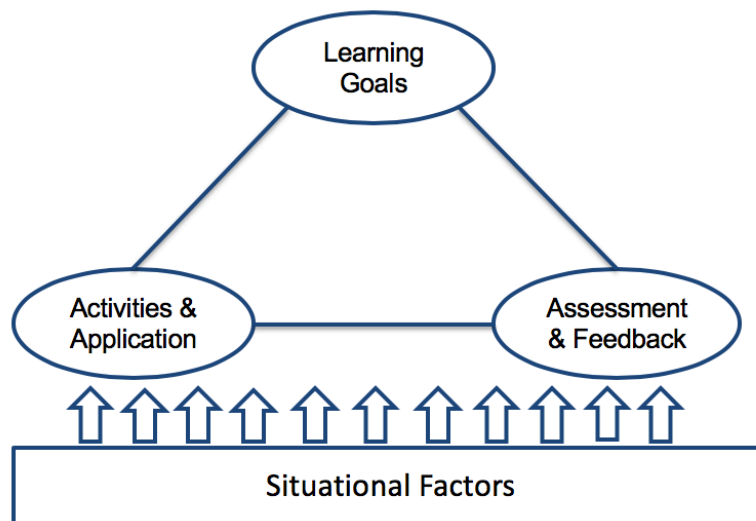 Learning
Goals
Activities &
Application
Assessment
& Feedback
Situational Factors